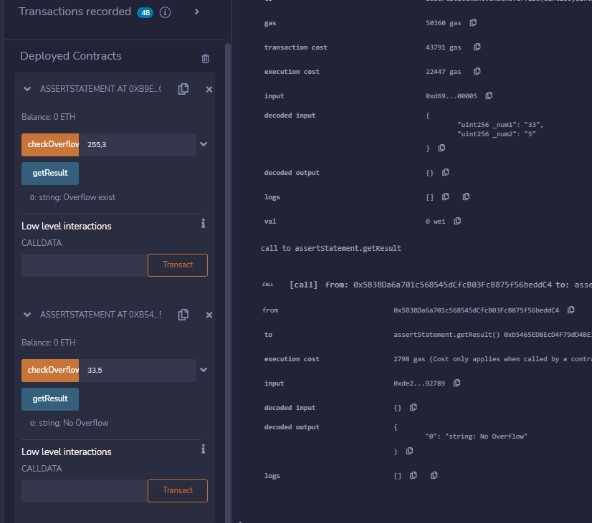 Transactions recorded 48 i
Deployed Contracts
ASSERTSTATEMENT AT 0XB9E...
Balance: 0 ETH
checkOverflow 255,3
getResult
0: string: Overflow exist
Low level interactions
CALLDATA
Transact
ASSERTSTATEMENT AT 0XB54...
Balance: 0 ETH
checkOverflow 33,5
getResult
0: string: No Overflow
Low level interactions
CALLDATA
Transact
gas 50360 gas
transaction cost 43791 gas
execution cost 22447 gas
input 0xd69...00005
decoded input {
"uint256 _num1": "33",
"uint256 _num2": "5"
}
decoded output {}
logs []
val 0 wei
call to assertStatement.getResult
CALL [call] from: 0x5B38Da6a701c568545dCfcB03FcB875f56beddC4 to: asse
from 0x5B38Da6a701c568545dCfcB03FcB875f56beddC4
to assertStatement.getResult()
execution cost 2798 gas (Cost only applies when called by a contra
input 0xde2...92789
decoded input {}
decoded output {
"0": "string: No Overflow"
}
logs []